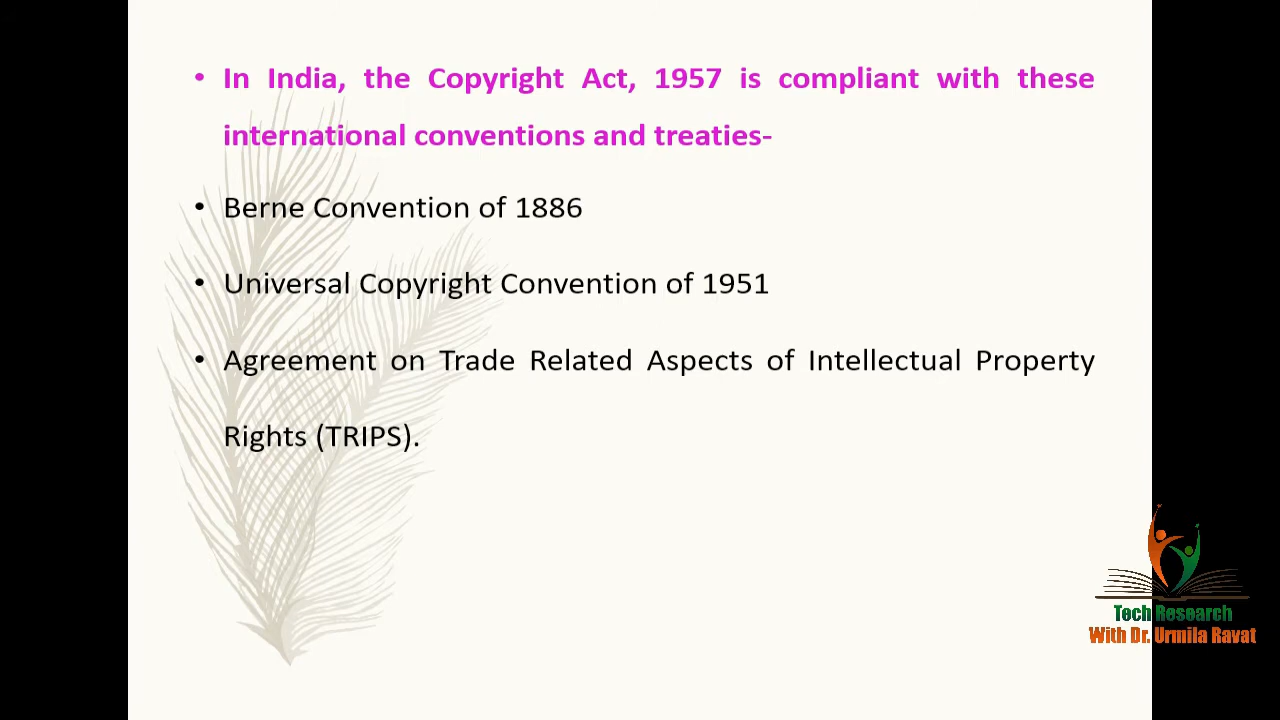 • In India, the Copyright Act, 1957 is compliant with these
international conventions and treaties-
• Berne Convention of 1886
• Universal Copyright Convention of 1951
• Agreement on Trade Related Aspects of Intellectual Property
Rights (TRIPS).
Tech Research
With Dr. Urmila Ravat